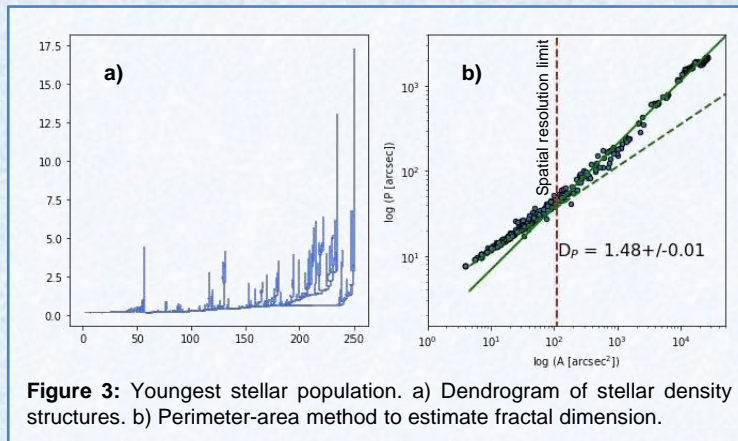 a)
17.5
15.0
12.5
10.0
7.5
5.0
2.5
0.0
0 50 100 150 200 250
b)
Spatial resolution limit
log (P [arcsec])
10³
10²
10¹
D_P = 1.48+/-0.01
10⁰ 10¹ 10² 10³ 10⁴
log (A [arcsec²])
Figure 3: Youngest stellar population. a) Dendrogram of stellar density
structures. b) Perimeter-area method to estimate fractal dimension.